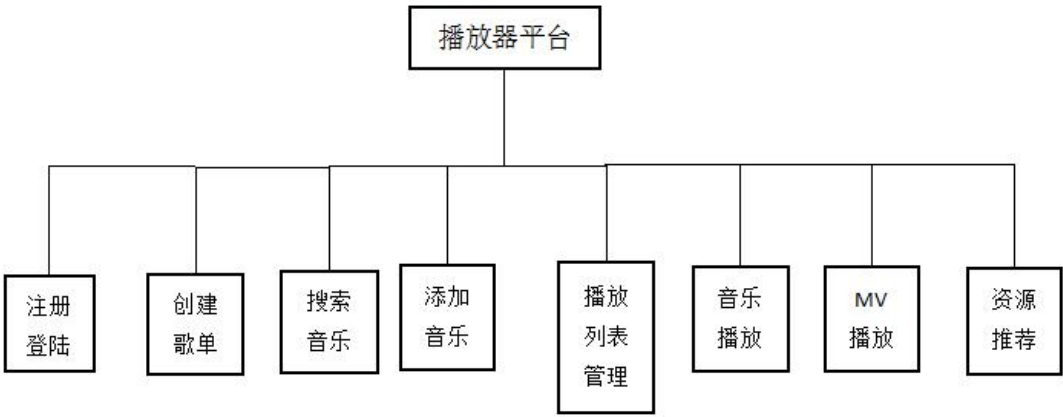 播放器平台
注册
登陆
创建
歌单
搜索
音乐
添加
音乐
播放
列表
管理
音乐
播放
MV
播放
资源
推荐